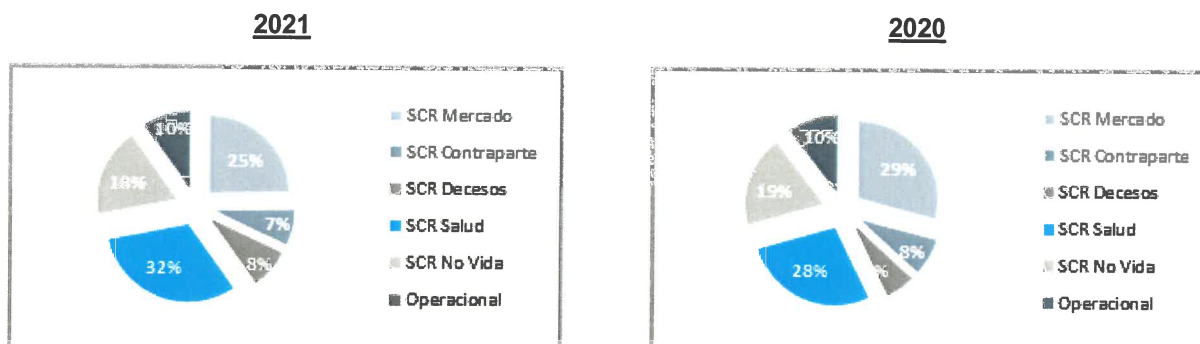 2021
25%
7%
8%
32%
18%
10%
SCR Mercado
SCR Contraparte
SCR Decesos
SCR Salud
SCR No Vida
Operacional
2020
29%
8%
%
28%
19%
10%
SCR Mercado
SCR Contraparte
SCR Decesos
SCR Salud
SCR No Vida
Operacional